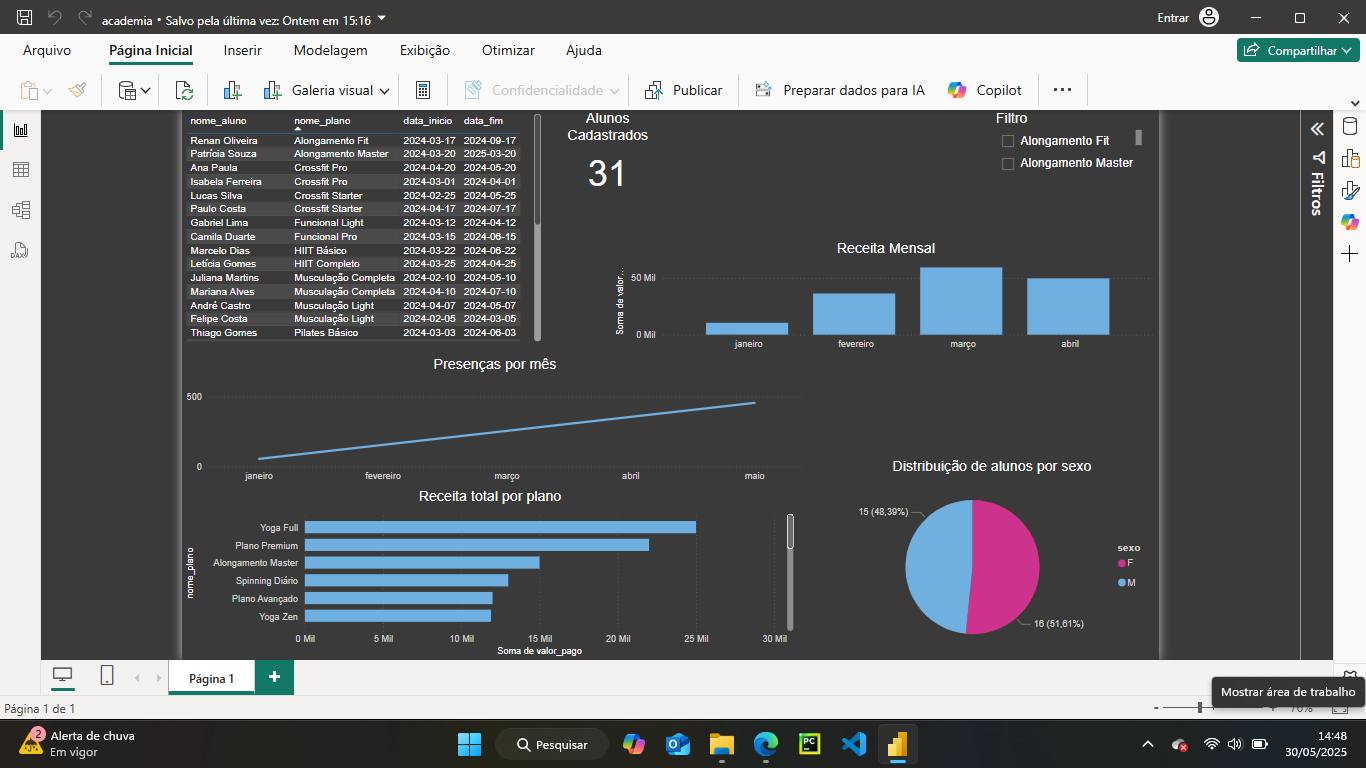 academia • Salvo pela última vez: Ontem em 15:16
Entrar
Arquivo Página Inicial Inserir Modelagem Exibição Otimizar Ajuda
Compartilhar
Galeria visual Confidencialidade Publicar Preparar dados para IA Copilot
nome_aluno nome_plano data_inicio data_fim
Renan Oliveira Alongamento Fit 2024-03-17 2024-09-17
Patrícia Souza Alongamento Master 2024-03-20 2025-03-20
Ana Paula Crossfit Pro 2024-04-20 2024-05-20
Isabela Ferreira Crossfit Pro 2024-03-01 2024-04-01
Lucas Silva Crossfit Starter 2024-02-25 2024-05-25
Paulo Costa Crossfit Starter 2024-04-17 2024-07-17
Gabriel Lima Funcional Light 2024-03-12 2024-04-12
Camila Duarte Funcional Pro 2024-03-15 2024-06-15
Marcelo Dias HIIT Básico 2024-03-22 2024-06-22
Letícia Gomes HIIT Completo 2024-03-25 2024-04-25
Juliana Martins Musculação Completa 2024-02-10 2024-05-10
Mariana Alves Musculação Completa 2024-04-10 2024-07-10
André Castro Musculação Light 2024-04-07 2024-05-07
Felipe Costa Musculação Light 2024-02-05 2024-03-05
Thiago Gomes Pilates Básico 2024-03-03 2024-06-03
Alunos
Cadastrados
31
Filtro
Alongamento Fit
Alongamento Master
Filtros
DAX
Receita Mensal
Soma de valor...
50 Mil
0 Mil
janeiro fevereiro março abril
Presenças por mês
500
0
janeiro fevereiro março abril maio
Receita total por plano
nome_plano
Yoga Full
Plano Premium
Alongamento Master
Spinning Diário
Plano Avançado
Yoga Zen
0 Mil 5 Mil 10 Mil 15 Mil 20 Mil 25 Mil 30 Mil
Soma de valor_pago
Distribuição de alunos por sexo
15 (48,39%)
16 (51,61%)
sexo
F
M
Página 1
Página 1 de 1
Mostrar área de trabalho
70%
2
Alerta de chuva
Em vigor
Pesquisar
PC
14:48
30/05/2025